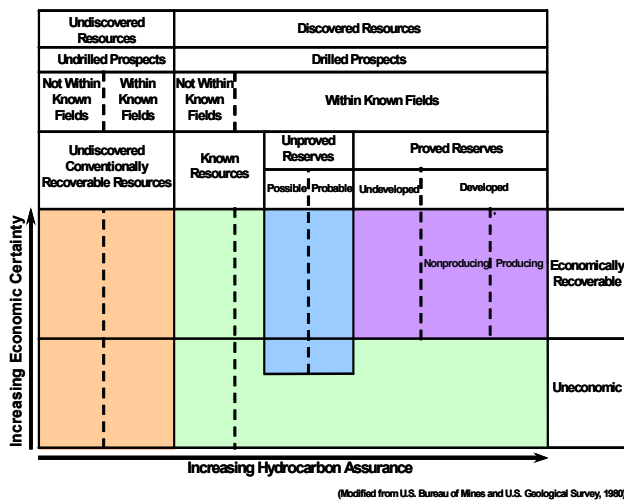 Undiscovered
Resources
Discovered Resources
Undrilled Prospects
Drilled Prospects
Not Within
Known
Fields
Within
Known
Fields
Not Within
Known
Fields
Within Known Fields
Undiscovered
Conventionally
Recoverable Resources
Known
Resources
Unproved
Reserves
Proved Reserves
Possible
Probable
Undeveloped
Developed
Nonproducing
Producing
Economically
Recoverable
Uneconomic
Increasing Economic Certainty
Increasing Hydrocarbon Assurance
(Modified from U.S. Bureau of Mines and U.S. Geological Survey, 1980)